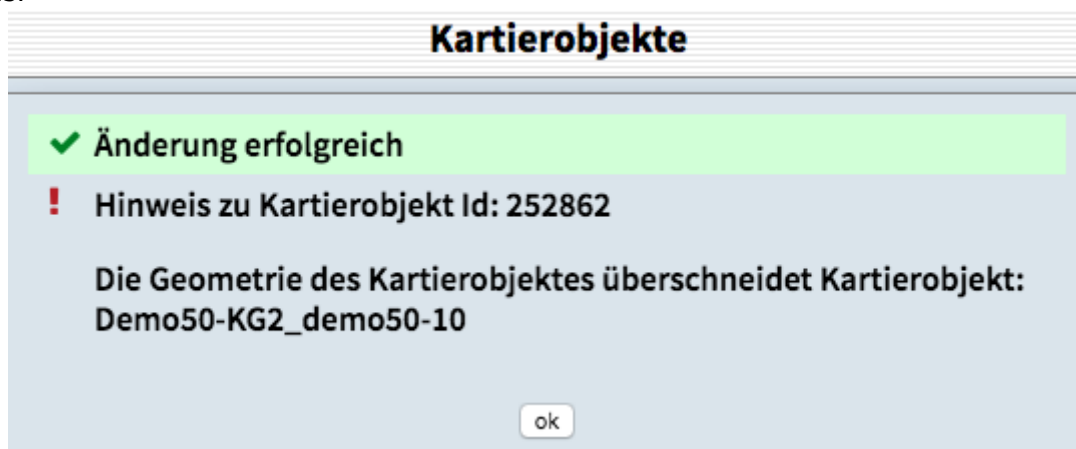 Kartierobjekte
Änderung erfolgreich
Hinweis zu Kartierobjekt Id: 252862
Die Geometrie des Kartierobjektes überschneidet Kartierobjekt:
Demo50-KG2_demo50-10
ok